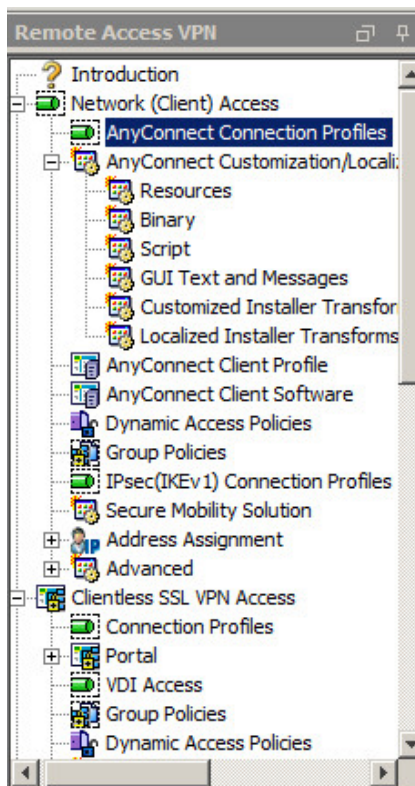 Remote Access VPN
Introduction
Network (Client) Access
AnyConnect Connection Profiles
AnyConnect Customization/Localiz
Resources
Binary
Script
GUI Text and Messages
Customized Installer Transfor
Localized Installer Transforms
AnyConnect Client Profile
AnyConnect Client Software
Dynamic Access Policies
Group Policies
IPsec(IKEv1) Connection Profiles
Secure Mobility Solution
IP Address Assignment
Advanced
Clientless SSL VPN Access
Connection Profiles
Portal
VDI Access
Group Policies
Dynamic Access Policies